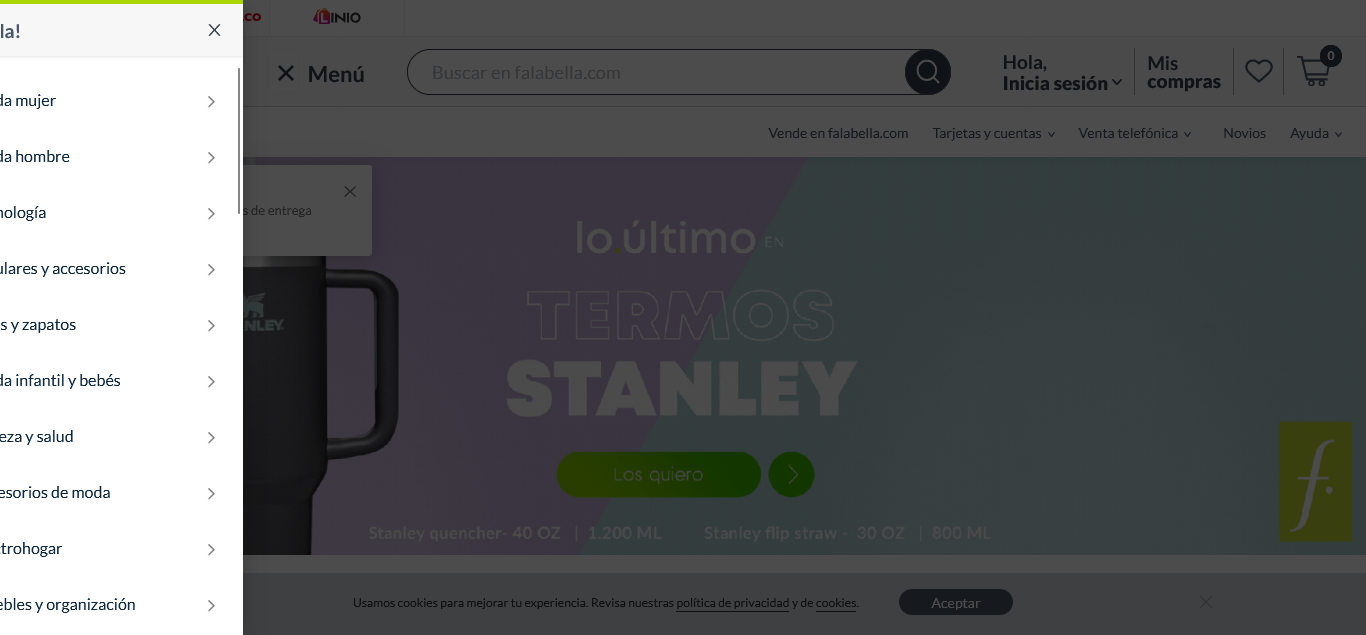 .co
LINIO
la!
Menú
Buscar en falabella.com
Hola,
Inicia sesión
Mis
compras
0
Vende en falabella.com
Tarjetas y cuentas
Venta telefónica
Novios
Ayuda
da mujer
da hombre
nología
ulares y accesorios
s y zapatos
da infantil y bebés
eza y salud
esorios de moda
trohogar
ebles y organización
s de entrega
lo.último EN
TERMOS
STANLEY
NLEY
Los quiero
Stanley quencher- 40 OZ | 1.200 ML
Stanley flip straw - 30 OZ | 800 ML
f.
Usamos cookies para mejorar tu experiencia. Revisa nuestras política de privacidad y de cookies.
Aceptar